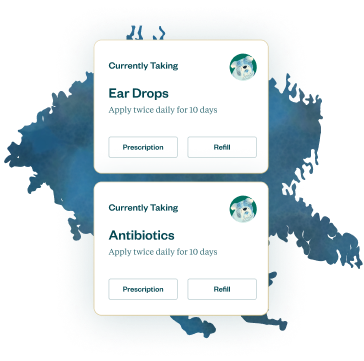 Currently Taking
Ear Drops
Apply twice daily for 10 days
Prescription
Refill
Currently Taking
Antibiotics
Apply twice daily for 10 days
Prescription
Refill